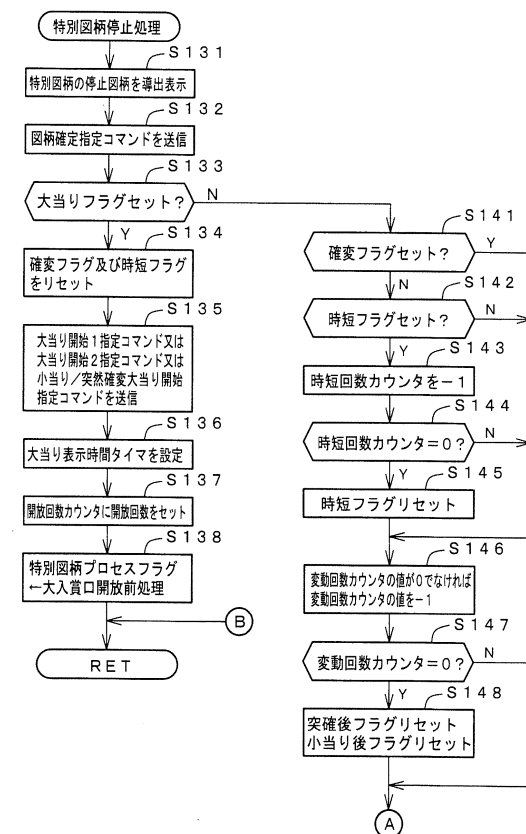 特別図柄停止処理
S131
特別図柄の停止図柄を導出表示
S132
図柄確定指定コマンドを送信
S133
大当りフラグセット？
N
Y
S134
確変フラグ及び時短フラグ
をリセット
S135
大当り開始1指定コマンド又は
大当り開始2指定コマンド又は
小当り／突然確変大当り開始
指定コマンドを送信
S136
大当り表示時間タイマを設定
S137
開放回数カウンタに開放回数をセット
S138
特別図柄プロセスフラグ
←大入賞口開放前処理
B
RET
S141
確変フラグセット？
Y
N
S142
時短フラグセット？
N
Y
S143
時短回数カウンタを－1
S144
時短回数カウンタ＝0？
N
Y
S145
時短フラグリセット
S146
変動回数カウンタの値が0でなければ
変動回数カウンタの値を－1
S147
変動回数カウンタ＝0？
N
Y
S148
突確後フラグリセット
小当り後フラグリセット
A